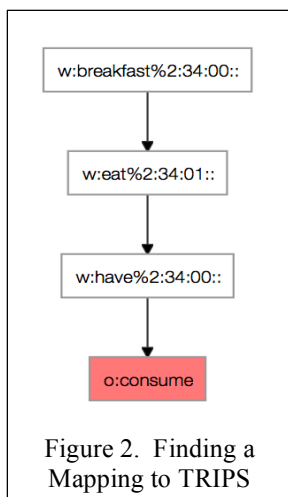 w:breakfast%2:34:00::
w:eat%2:34:01::
w:have%2:34:00::
o:consume
Figure 2. Finding a
Mapping to TRIPS